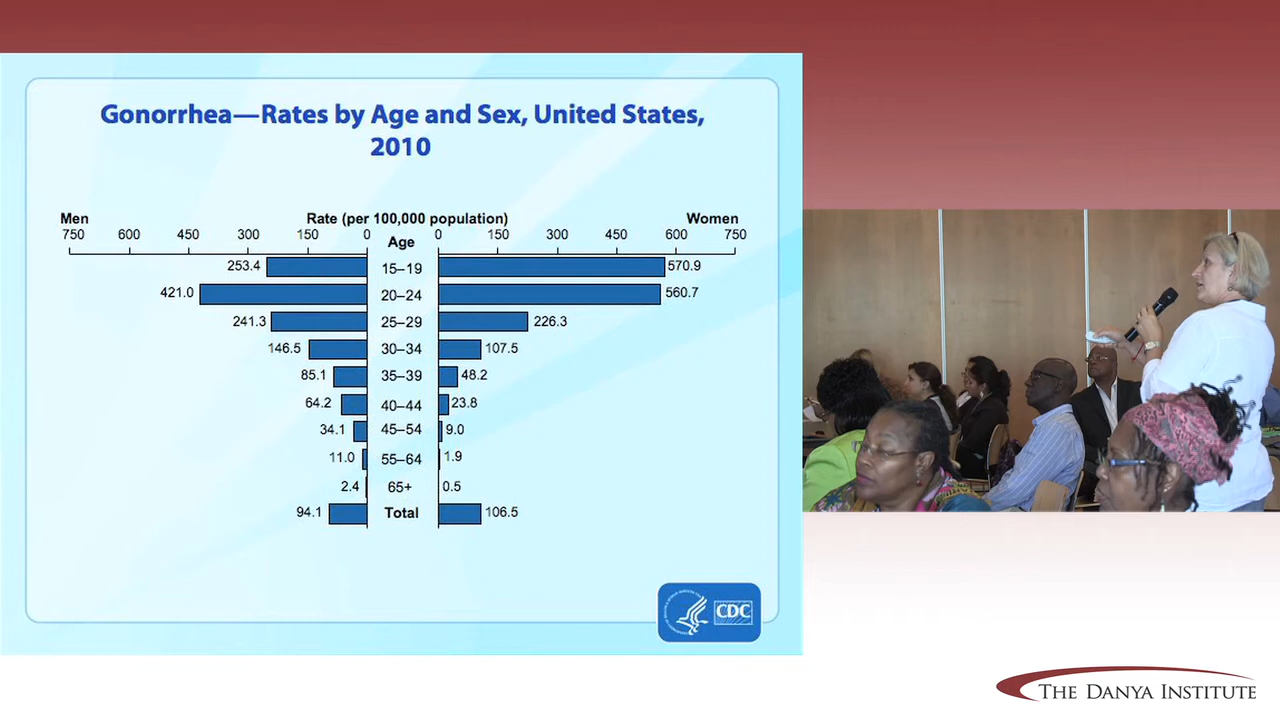 Gonorrhea—Rates by Age and Sex, United States,
2010
Men Rate (per 100,000 population) Women
750 600 450 300 150 0 Age 0 150 300 450 600 750
253.4 15–19 570.9
421.0 20–24 560.7
241.3 25–29 226.3
146.5 30–34 107.5
85.1 35–39 48.2
64.2 40–44 23.8
34.1 45–54 9.0
11.0 55–64 1.9
2.4 65+ 0.5
94.1 Total 106.5
CDC
THE DANYA INSTITUTE